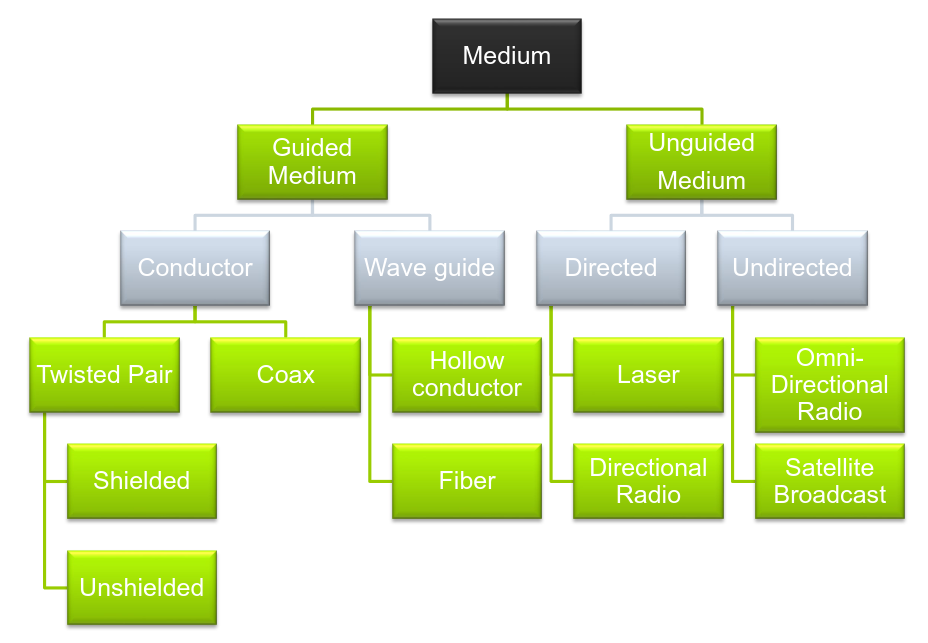 Medium
Guided
Medium
Unguided
Medium
Conductor
Wave guide
Directed
Undirected
Twisted Pair
Coax
Hollow
conductor
Laser
Omni-
Directional
Radio
Shielded
Fiber
Directional
Radio
Satellite
Broadcast
Unshielded